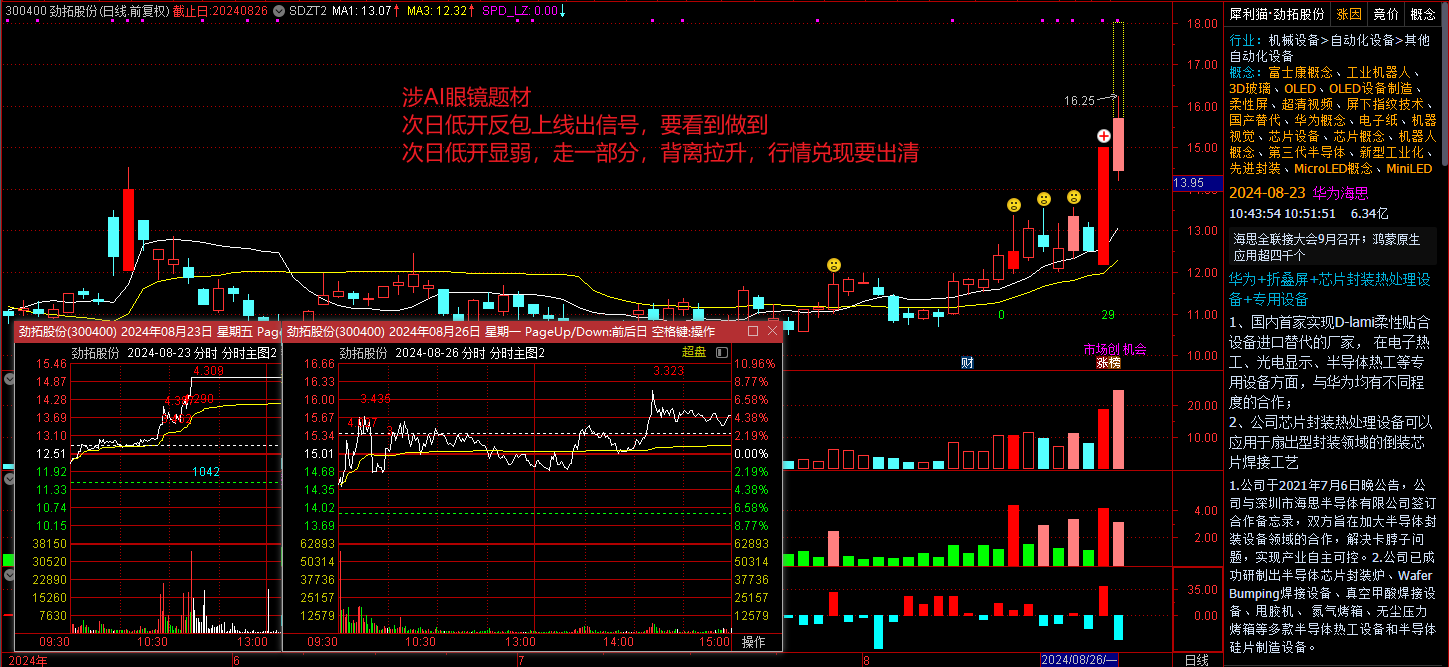 300400 劲拓股份(日线.前复权) 截止日:20240826 SDZT2 MA1: 13.07↑ MA3: 12.32↑ SPD_LZ: 0.00↓
18.00
17.00
16.00
15.00
13.95
13.00
12.00
11.00
10.00
涉AI眼镜题材
次日低开反包上线出信号，要看到做到
次日低开显弱，走一部分，背离拉升，行情兑现要出清
16.25
0
29
市场创机会
财
涨榜
20.00
10.00
4.00
2.00
35.00
0.00
劲拓股份(300400) 2024年08月23日 星期五 Pag
劲拓股份 2024-08-23 分时 分时主图2
15.46
14.87
14.28
13.69
13.10
12.51
11.92
11.33
10.74
10.15
38150
30520
22890
15260
7630
4.309
1042
09:30
10:30
13:00
劲拓股份(300400) 2024年08月26日 星期一 PageUp/Down:前后日 空格键:操作
劲拓股份 2024-08-26 分时 分时主图2
超盘
16.66
16.33
16.00
15.67
15.34
15.01
14.68
14.35
14.02
13.69
62893
50314
37736
25157
12579
3.435
3.323
10.96%
8.77%
6.58%
4.38%
2.19%
0.00%
2.19%
4.38%
6.58%
8.77%
62893
50314
37736
25157
12579
09:30
10:30
13:00
14:00
15:00
操作
2024年
6
7
8
2024/08/26/一
日线
犀利猫·劲拓股份 涨因 竞价 概念
行业：机械设备>自动化设备>其他
自动化设备
概念：富士康概念、工业机器人、
3D玻璃、OLED、OLED设备制造、
柔性屏、超清视频、屏下指纹技术、
国产替代、华为概念、电子纸、机器
视觉、芯片设备、芯片概念、机器人
概念、第三代半导体、新型工业化、
先进封装、MicroLED概念、MiniLED
2024-08-23 华为海思
10:43:54 10:51:51 6.34亿
海思全联接大会9月召开；鸿蒙原生
应用超四千个
华为+折叠屏+芯片封装热处理设
备+专用设备
1、国内首家实现D-lami柔性贴合
设备进口替代的厂家， 在电子热
工、光电显示、半导体热工等专
用设备方面，与华为均有不同程
度的合作；
2、公司芯片封装热处理设备可以
应用于扇出型封装领域的倒装芯
片焊接工艺
1.公司于2021年7月6日晚公告，公
司与深圳市海思半导体有限公司签订
合作备忘录，双方旨在加大半导体封
装设备领域的合作，解决卡脖子问
题，实现产业自主可控。2.公司已成
功研制出半导体芯片封装炉、Wafer
Bumping焊接设备、真空甲酸焊接设
备、甩胶机、 氮气烤箱、无尘压力
烤箱等多款半导体热工设备和半导体
硅片制造设备。